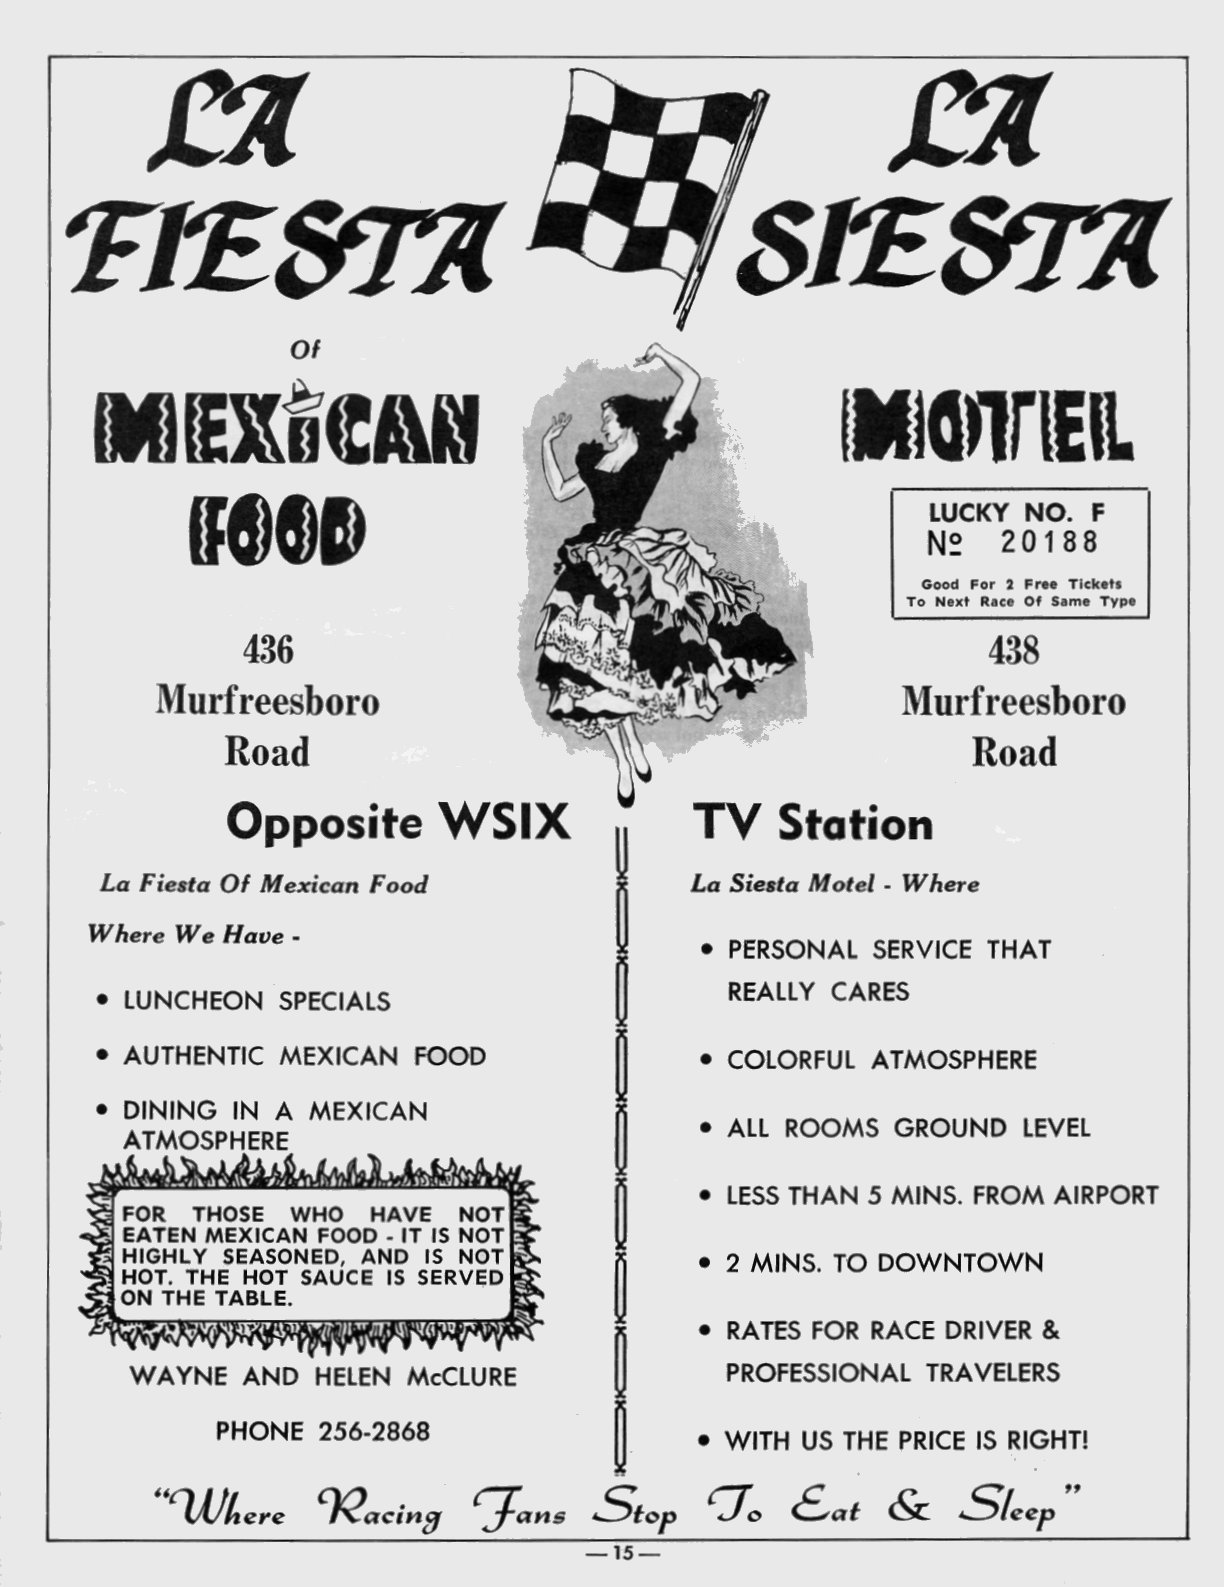 LA
FIESTA
Of
MEXiCAN
FOOD
436
Murfreesboro
Road
LA
SIESTA
MOTEL
LUCKY NO. F
Nº 20188
Good For 2 Free Tickets
To Next Race Of Same Type
438
Murfreesboro
Road
Opposite WSIX TV Station
La Fiesta Of Mexican Food
Where We Have -
• LUNCHEON SPECIALS
• AUTHENTIC MEXICAN FOOD
• DINING IN A MEXICAN
ATMOSPHERE
FOR THOSE WHO HAVE NOT
EATEN MEXICAN FOOD - IT IS NOT
HIGHLY SEASONED, AND IS NOT
HOT. THE HOT SAUCE IS SERVED
ON THE TABLE.
WAYNE AND HELEN McCLURE
PHONE 256-2868
La Siesta Motel - Where
• PERSONAL SERVICE THAT
REALLY CARES
• COLORFUL ATMOSPHERE
• ALL ROOMS GROUND LEVEL
• LESS THAN 5 MINS. FROM AIRPORT
• 2 MINS. TO DOWNTOWN
• RATES FOR RACE DRIVER &
PROFESSIONAL TRAVELERS
• WITH US THE PRICE IS RIGHT!
"Where Racing Fans Stop To Eat & Sleep"
— 15 —